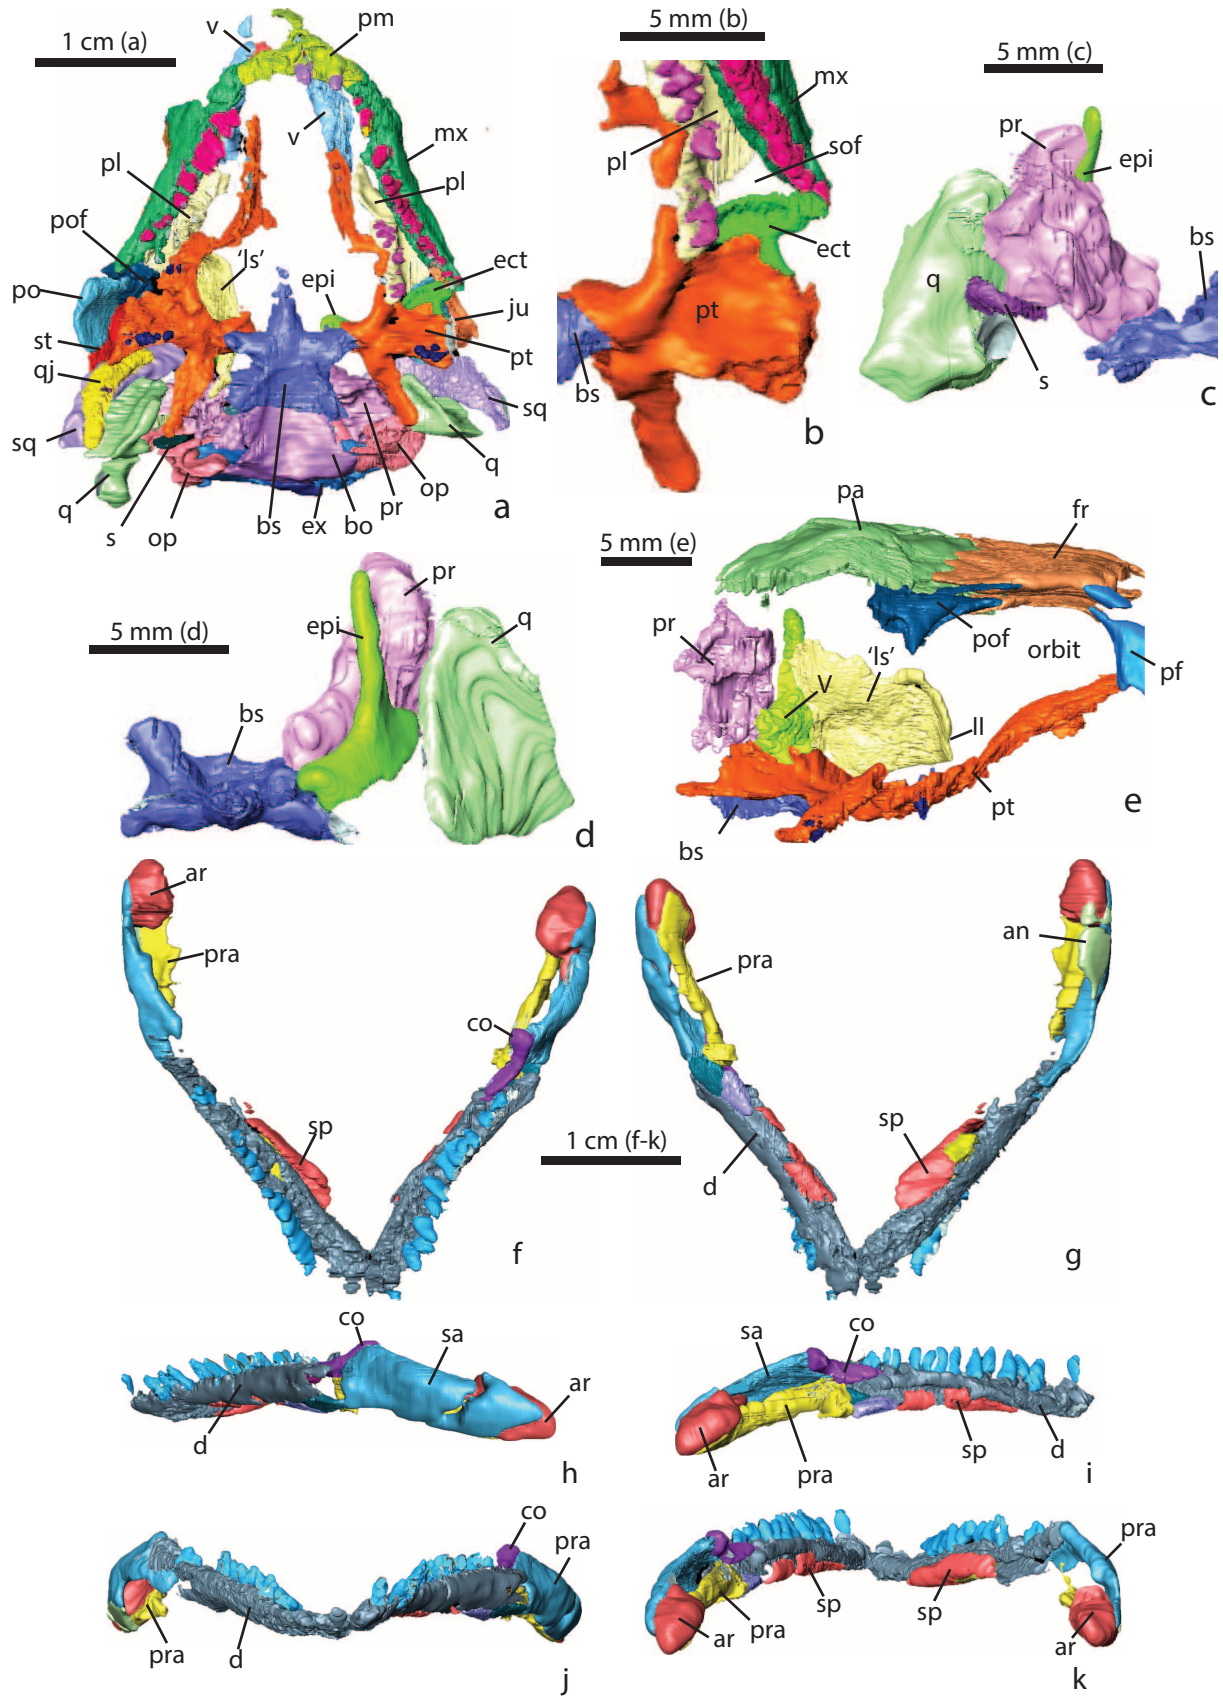 1 cm (a)
v
pm
mx
v
pl
pl
pof
'ls'
po
epi
ect
ju
st
pt
qj
sq
sq
q
q
s
op
bs
ex
bo
pr
op
a
5 mm (b)
mx
pl
sof
ect
pt
bs
b
5 mm (c)
pr
epi
bs
q
s
c
5 mm (d)
pr
epi
q
bs
d
5 mm (e)
pa
fr
pr
pof
orbit
pf
'ls'
V
ll
pt
bs
e
ar
pra
co
sp
f
1 cm (f-k)
pra
an
sp
d
g
co
sa
d
ar
h
sa
co
ar
pra
sp
d
i
co
pra
pra
d
j
pra
sp
sp
ar
pra
ar
k